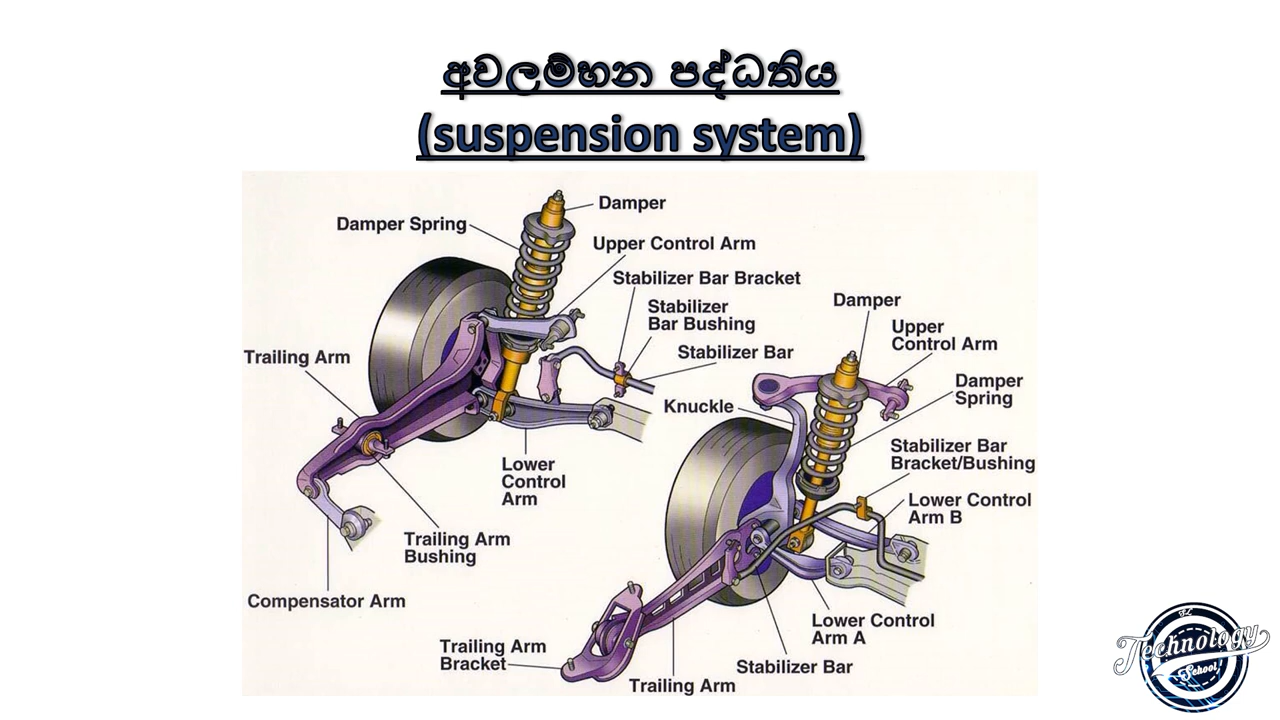 අවලම්භන පද්ධතිය
(suspension system)
Damper
Damper Spring
Upper Control Arm
Stabilizer Bar Bracket
Stabilizer
Bar Bushing
Stabilizer Bar
Trailing Arm
Lower
Control
Arm
Trailing Arm
Bushing
Compensator Arm
Damper
Upper
Control Arm
Damper
Spring
Knuckle
Stabilizer Bar
Bracket/Bushing
Lower Control
Arm B
Lower Control
Arm A
Stabilizer Bar
Trailing Arm
Bracket
Trailing Arm
Technology
School